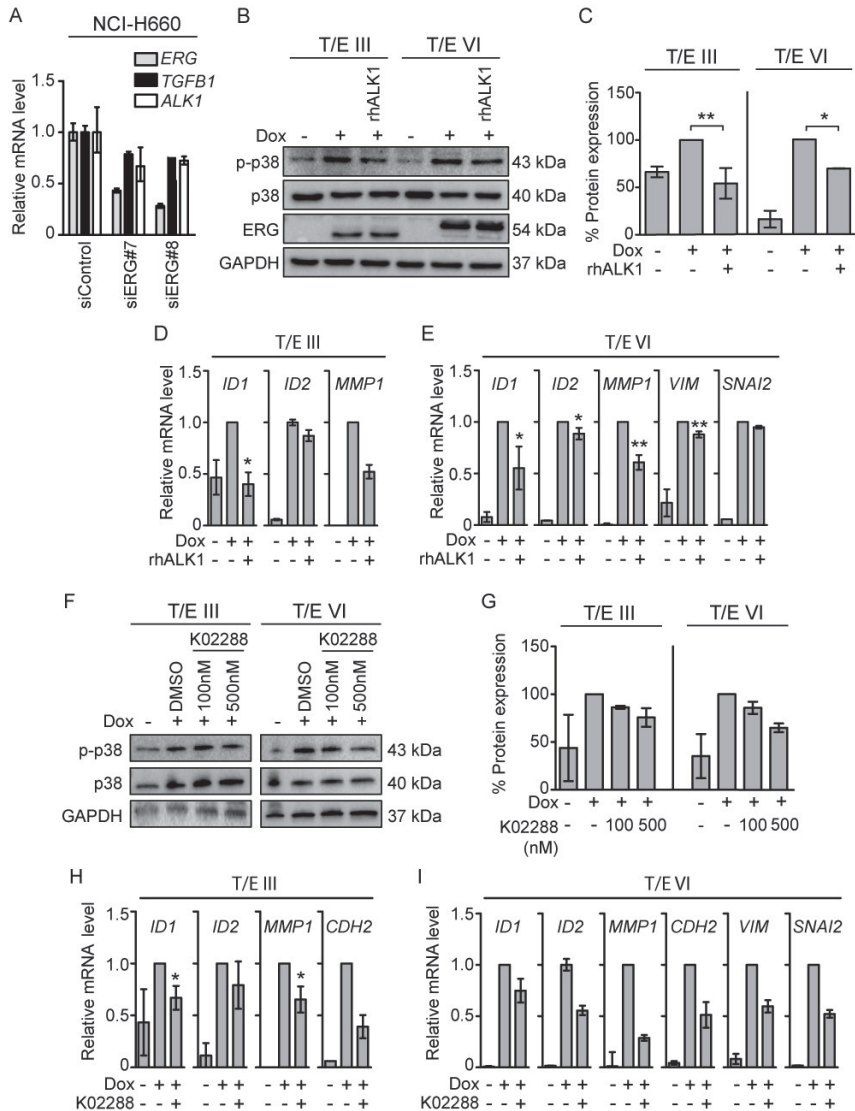 A
NCI-H660
ERG
TGFB1
ALK1
Relative mRNA level
1.5
1.0
0.5
0.0
siControl
siERG#7
siERG#8
B
T/E III
T/E VI
rhALK1
rhALK1
Dox - + + - + +
p-p38
43 kDa
p38
40 kDa
ERG
54 kDa
GAPDH
37 kDa
C
T/E III
T/E VI
% Protein expression
150
100
50
0
**
*
Dox - + + - + +
rhALK1 - - + - - +
D
T/E III
Relative mRNA level
1.5
1.0
0.5
0.0
ID1
ID2
MMP1
*
Dox - + + - + + - + +
rhALK1 - - + - - + - - +
E
T/E VI
Relative mRNA level
1.5
1.0
0.5
0
ID1
ID2
MMP1
VIM
SNAI2
*
*
**
**
Dox - + + - + + - + + - + + - + +
rhALK1 - - + - - + - - + - - + - - +
F
T/E III
T/E VI
K02288
K02288
DMSO
100nM
500nM
DMSO
100nM
500nM
Dox - + + + - + + +
p-p38
43 kDa
p38
40 kDa
GAPDH
37 kDa
G
T/E III
T/E VI
% Protein expression
150
100
50
0
Dox - + + + - + + +
K02288 - - 100 500 - - 100 500
(nM)
H
T/E III
Relative mRNA level
1.5
1.0
0.5
0
ID1
ID2
MMP1
CDH2
*
*
Dox - + + - + + - + + - + +
K02288 - - + - - + - - + - - +
I
T/E VI
Relative mRNA level
1.5
1.0
0.5
0
ID1
ID2
MMP1
CDH2
VIM
SNAI2
Dox - + + - + + - + + - + + - + + - + +
K02288 - - + - - + - - + - - + - - + - - +